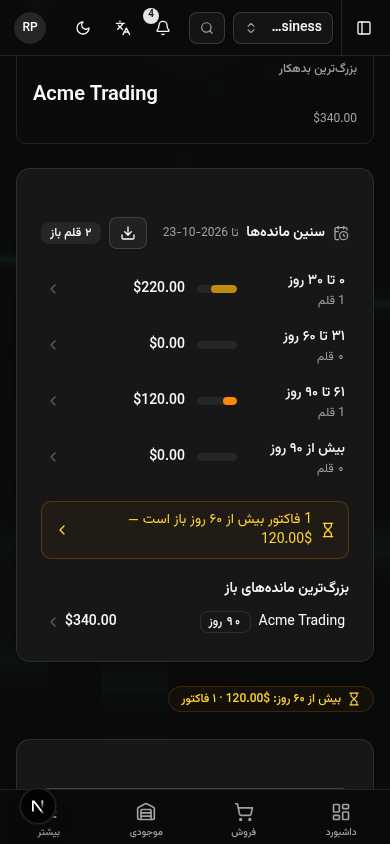 ...siness
4
RP
بزرگ‌ترین بدهکار
Acme Trading
$340.00
سنین مانده‌ها تا 2026-10-23
۲ قلم باز
۰ تا ۳۰ روز
$220.00
1 قلم
۳۱ تا ۶۰ روز
$0.00
۰ قلم
۶۱ تا ۹۰ روز
$120.00
1 قلم
بیش از ۹۰ روز
$0.00
۰ قلم
1 فاکتور بیش از ۶۰ روز باز است —
120.00$
بزرگ‌ترین مانده‌های باز
Acme Trading
۹۰ روز
$340.00
بیش از ۶۰ روز: 120.00$ · ۱ فاکتور
داشبورد
فروش
موجودی
بیشتر
N